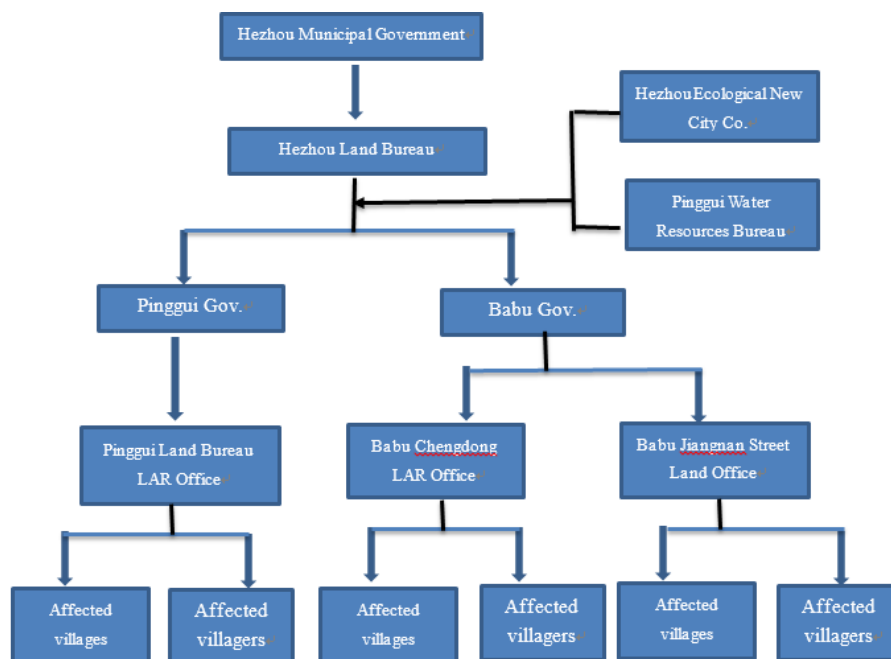 Hezhou Municipal Government
Hezhou Ecological New
City Co.
Hezhou Land Bureau
Pinggui Water
Resources Bureau
Pinggui Gov.
Babu Gov.
Pinggui Land Bureau
LAR Office
Babu Chengdong
LAR Office
Babu Jiangnan Street
Land Office
Affected
villages
Affected
villagers
Affected
villages
Affected
villagers
Affected
villages
Affected
villagers